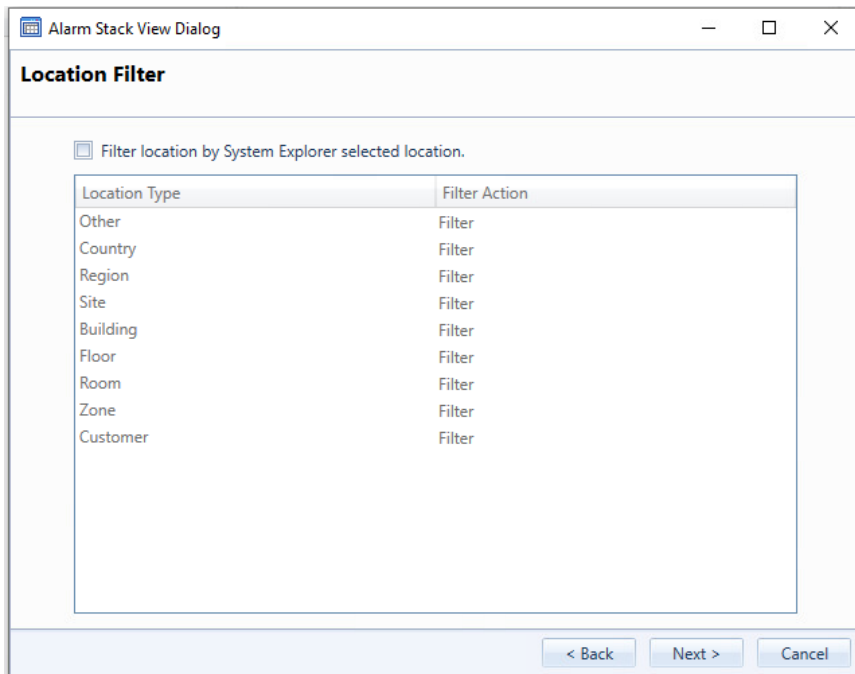 Alarm Stack View Dialog
Location Filter
Filter location by System Explorer selected location.
Location Type Filter Action
Other Filter
Country Filter
Region Filter
Site Filter
Building Filter
Floor Filter
Room Filter
Zone Filter
Customer Filter
< Back Next > Cancel